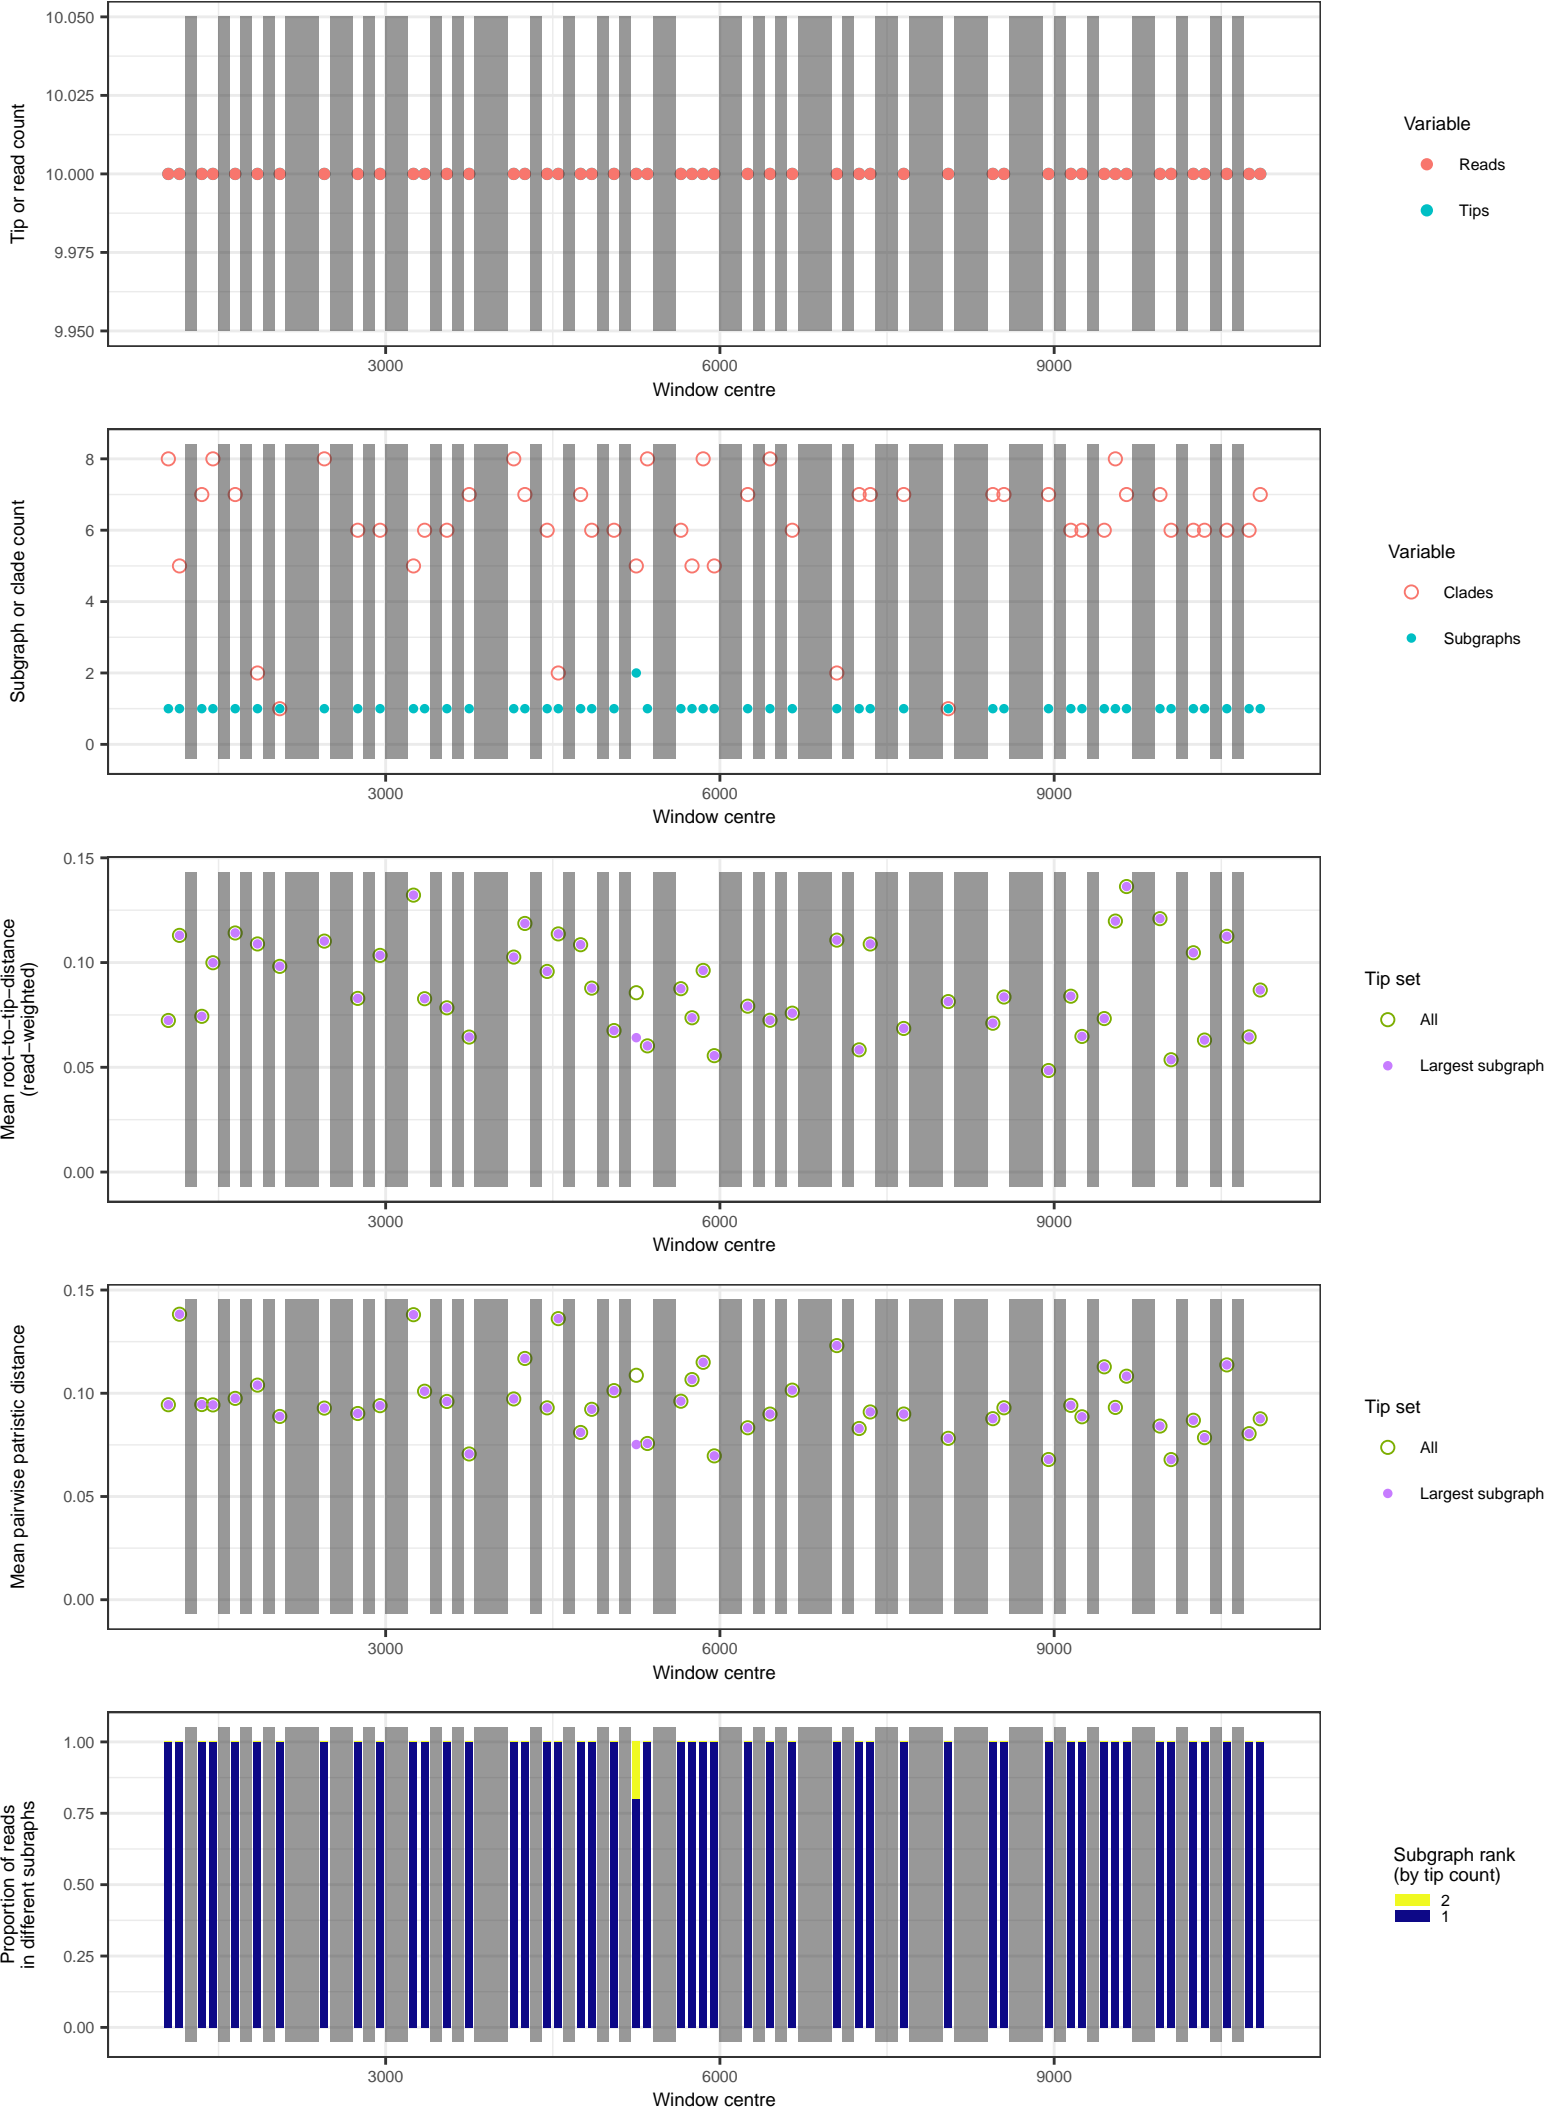 10.050
10.025
10.000
9.975
9.950
Tip or read count
3000
6000
9000
Window centre
Variable
Reads
Tips
8
6
4
2
0
Subgraph or clade count
3000
6000
9000
Window centre
Variable
Clades
Subgraphs
0.15
0.10
0.05
0.00
Mean root−to−tip−distance
(read−weighted)
3000
6000
9000
Window centre
Tip set
All
Largest subgraph
0.15
0.10
0.05
0.00
Mean pairwise patristic distance
3000
6000
9000
Window centre
Tip set
All
Largest subgraph
1.00
0.75
0.50
0.25
0.00
Proportion of reads
in different subraphs
3000
6000
9000
Window centre
Subgraph rank
(by tip count)
2
1